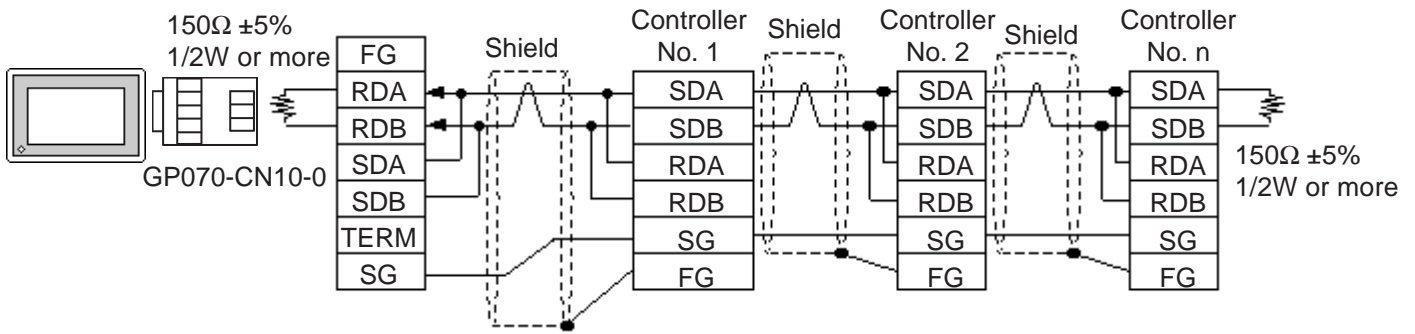 150Ω ±5%
1/2W or more
GP070-CN10-0
FG
RDA
RDB
SDA
SDB
TERM
SG
Shield
Controller
No. 1
SDA
SDB
RDA
RDB
SG
FG
Shield
Controller
No. 2
SDA
SDB
RDA
RDB
SG
FG
Shield
Controller
No. n
SDA
SDB
RDA
RDB
SG
FG
150Ω ±5%
1/2W or more